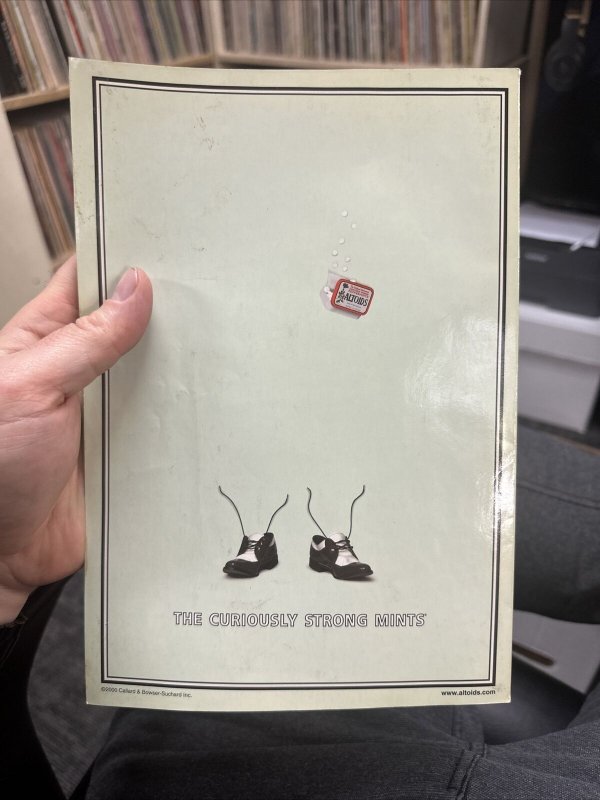 ALTOIDS
THE CURIOUSLY STRONG MINTS
©2000 Callard & Bowser-Suchard Inc.
www.altoids.com